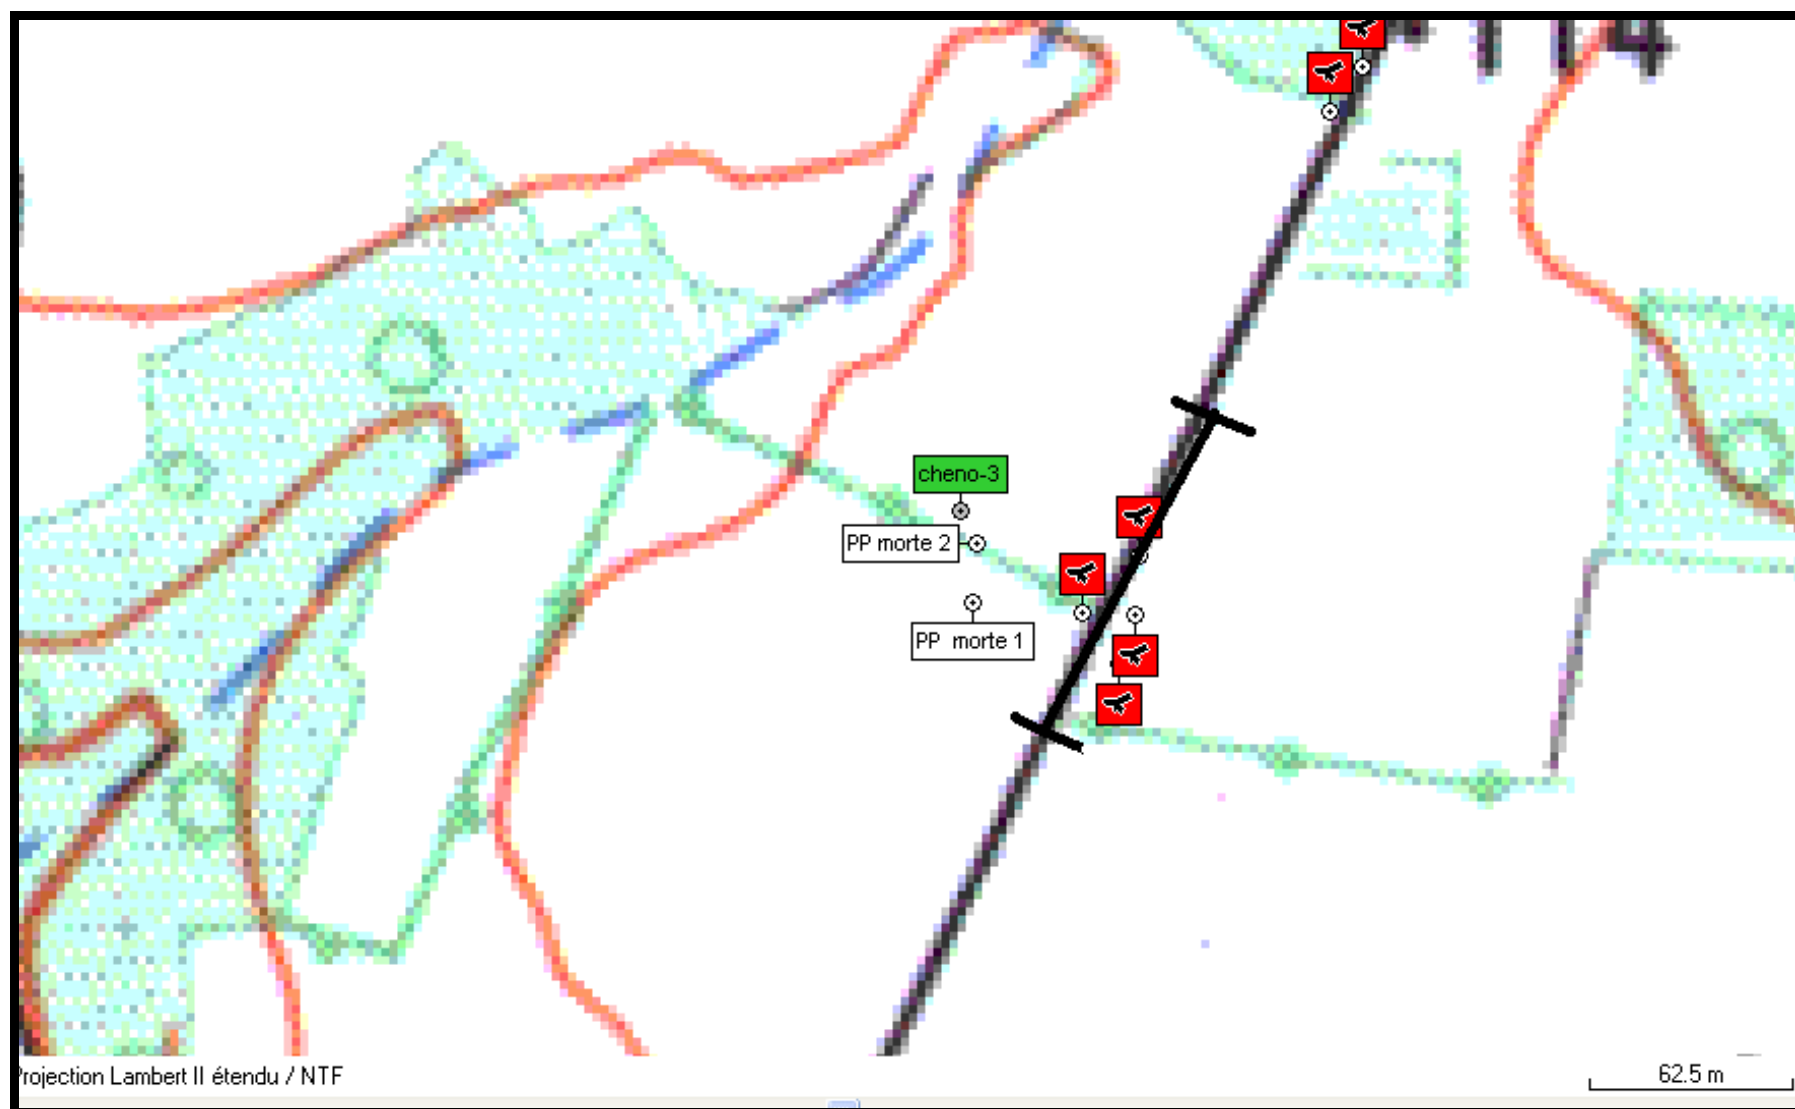 cheno-3
PP morte 2
PP  morte 1
Projection Lambert II étendu / NTF
62.5 m